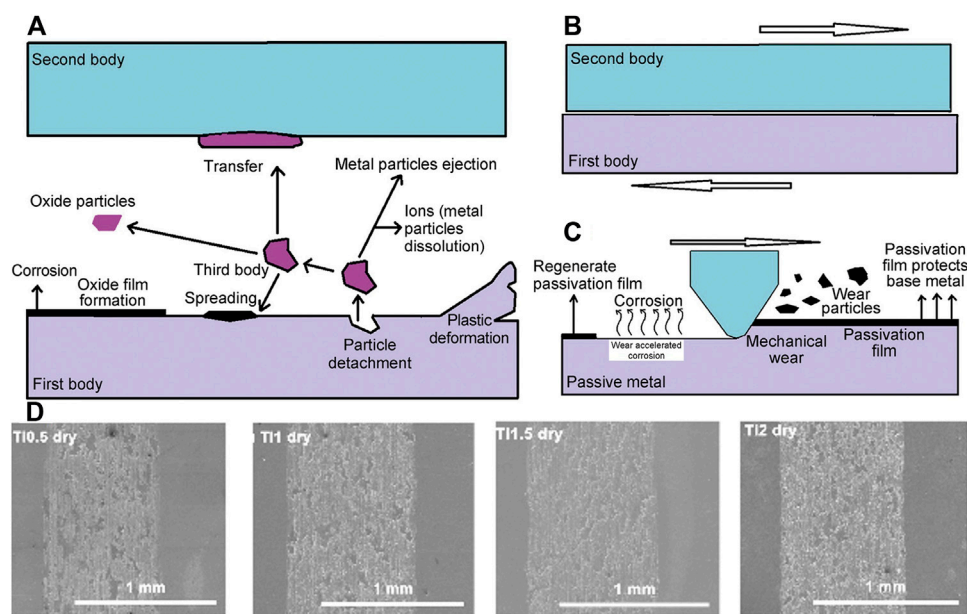 A
Second body
Transfer
Metal particles ejection
Oxide particles
Ions (metal
particles
dissolution)
Third body
Corrosion
Oxide film
formation
Spreading
Particle
detachment
Plastic
deformation
First body
B
Second body
First body
C
Regenerate
passivation film
Corrosion
Wear accelerated
corrosion
Wear
particles
Passivation
film protects
base metal
Mechanical
wear
Passivation
film
Passive metal
D
TI0.5 dry
1 mm
TI1 dry
1 mm
TI1.5 dry
1 mm
TI2 dry
1 mm